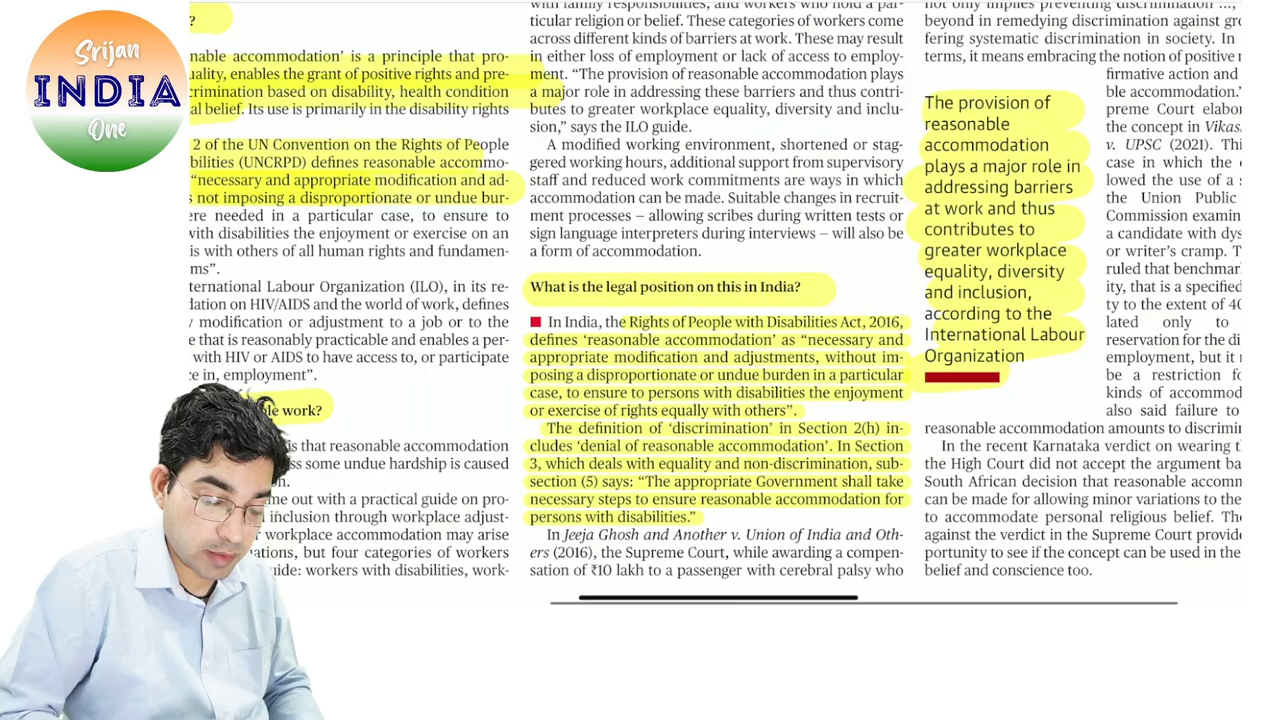 Srijan
INDIA
One
?
nable accommodation’ is a principle that pro-
uality, enables the grant of positive rights and pre-
crimination based on disability, health condition
al belief. Its use is primarily in the disability rights
2 of the UN Convention on the Rights of People
bilities (UNCRPD) defines reasonable accommo-
“necessary and appropriate modification and ad-
s not imposing a disproportionate or undue bur-
ere needed in a particular case, to ensure to
with disabilities the enjoyment or exercise on an
is with others of all human rights and fundamen-
ms”.
ternational Labour Organization (ILO), in its re-
dation on HIV/AIDS and the world of work, defines
y modification or adjustment to a job or to the
e that is reasonably practicable and enables a per-
with HIV or AIDS to have access to, or participate
ce in, employment”.
le work?
is that reasonable accommodation
ss some undue hardship is caused
on.
me out with a practical guide on pro-
inclusion through workplace adjust-
r workplace accommodation may arise
ations, but four categories of workers
uide: workers with disabilities, work-
with family responsibilities, and workers who hold a par-
ticular religion or belief. These categories of workers come
across different kinds of barriers at work. These may result
in either loss of employment or lack of access to employ-
ment. “The provision of reasonable accommodation plays
a major role in addressing these barriers and thus contri-
butes to greater workplace equality, diversity and inclu-
sion,” says the ILO guide.
A modified working environment, shortened or stag-
gered working hours, additional support from supervisory
staff and reduced work commitments are ways in which
accommodation can be made. Suitable changes in recruit-
ment processes – allowing scribes during written tests or
sign language interpreters during interviews – will also be
a form of accommodation.
What is the legal position on this in India?
In India, the Rights of People with Disabilities Act, 2016,
defines ‘reasonable accommodation’ as “necessary and
appropriate modification and adjustments, without im-
posing a disproportionate or undue burden in a particular
case, to ensure to persons with disabilities the enjoyment
or exercise of rights equally with others”.
The definition of ‘discrimination’ in Section 2(h) in-
cludes ‘denial of reasonable accommodation’. In Section
3, which deals with equality and non-discrimination, sub-
section (5) says: “The appropriate Government shall take
necessary steps to ensure reasonable accommodation for
persons with disabilities.”
In Jeeja Ghosh and Another v. Union of India and Oth-
ers (2016), the Supreme Court, while awarding a compen-
sation of ₹10 lakh to a passenger with cerebral palsy who
not only implies preventing discrimination ...,
beyond in remedying discrimination against gro
fering systematic discrimination in society. In
terms, it means embracing the notion of positive r
The provision of
reasonable
accommodation
plays a major role in
addressing barriers
at work and thus
contributes to
greater workplace
equality, diversity
and inclusion,
according to the
International Labour
Organization
firmative action and
ble accommodation.”
preme Court elabor
the concept in Vikas
v. UPSC (2021). Thi
case in which the
lowed the use of a s
the Union Public
Commission examin
a candidate with dys
or writer’s cramp. T
ruled that benchmar
ity, that is a specified
ty to the extent of 40
lated only to
reservation for the di
employment, but it r
be a restriction fo
kinds of accommod
also said failure to
reasonable accommodation amounts to discrimin
In the recent Karnataka verdict on wearing t
the High Court did not accept the argument ba
South African decision that reasonable accomm
can be made for allowing minor variations to the
to accommodate personal religious belief. The
against the verdict in the Supreme Court provide
portunity to see if the concept can be used in the
belief and conscience too.